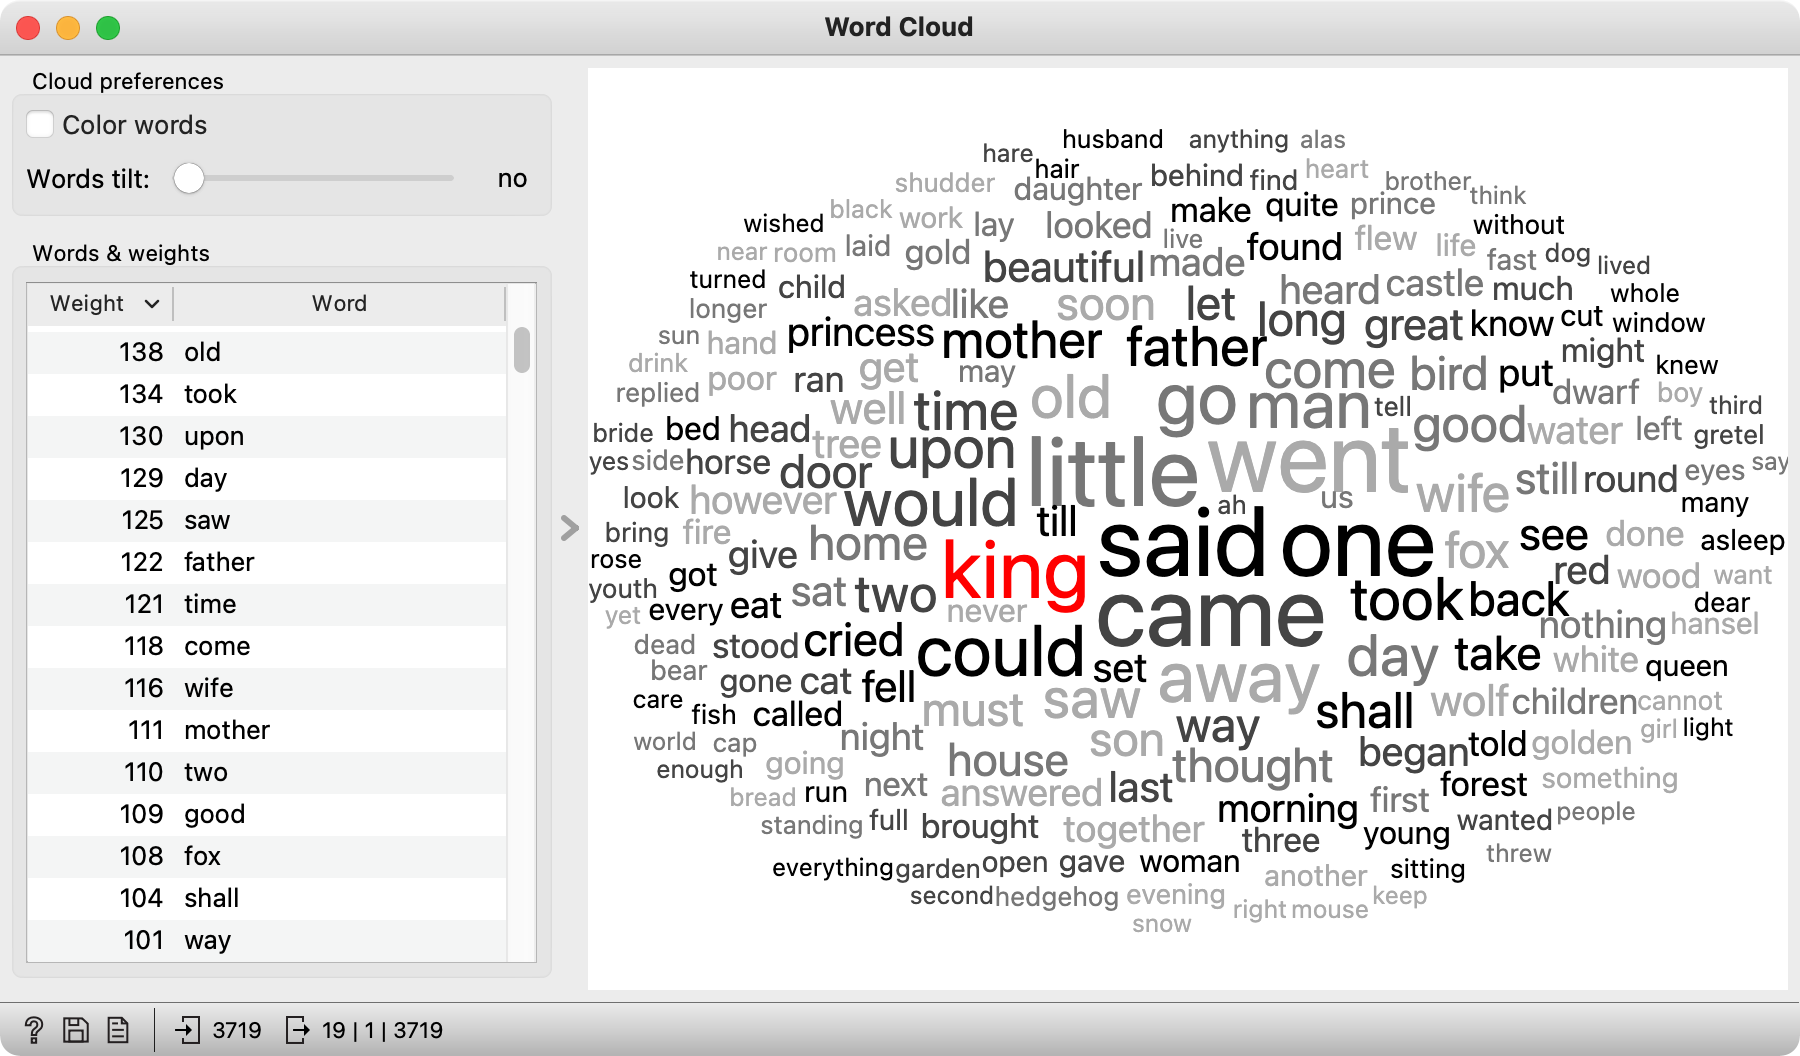 Word Cloud
Cloud preferences
Color words
Words tilt: no
Words & weights
Weight Word
138 old
134 took
130 upon
129 day
125 saw
122 father
121 time
118 come
116 wife
111 mother
110 two
109 good
108 fox
104 shall
101 way
husband anything alas
hare hair behind find heart
shudder daughter brother think
wished black work lay looked make quite prince without
near room laid gold live found flew life fast dog lived
turned child beautiful made heard castle much whole
longer asked like soon let long great know cut window
sun hand princess mother father might knew
drink poor ran get may come bird put dwarf boy
replied well time old go man tell good water left third
bride bed head tree upon little went gretel
yes side horse door wife still round eyes say
look however would ah us many
bring fire home till said one fox see done asleep
rose give king red wood want
youth got sat two never came took back dear
yet every eat nothing hansel
dead stood cried could set away day take white queen
bear gone cat fell saw wolf children cannot
care fish called must way shall girl light
world cap night son began told golden
enough going house thought forest something
bread run next answered last morning first people
standing full brought together three young wanted
everything garden open gave woman another sitting threw
second hedgehog evening right mouse keep
snow
3719 19 | 1 | 3719